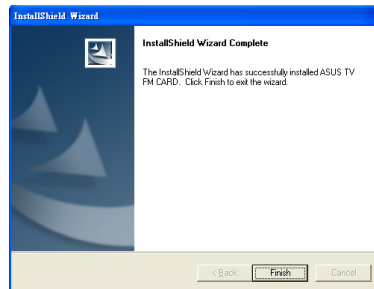 InstallShield Wizard
InstallShield Wizard Complete
The InstallShield Wizard has successfully installed ASUS TV
FM CARD. Click Finish to exit the wizard.
< Back
Finish
Cancel